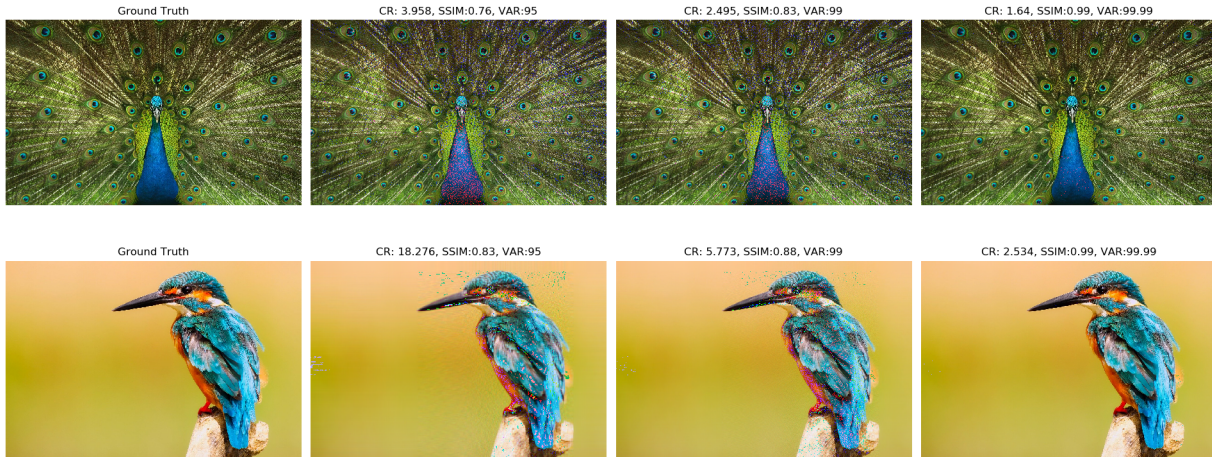 Ground Truth
CR: 3.958, SSIM:0.76, VAR:95
CR: 2.495, SSIM:0.83, VAR:99
CR: 1.64, SSIM:0.99, VAR:99.99
Ground Truth
CR: 18.276, SSIM:0.83, VAR:95
CR: 5.773, SSIM:0.88, VAR:99
CR: 2.534, SSIM:0.99, VAR:99.99